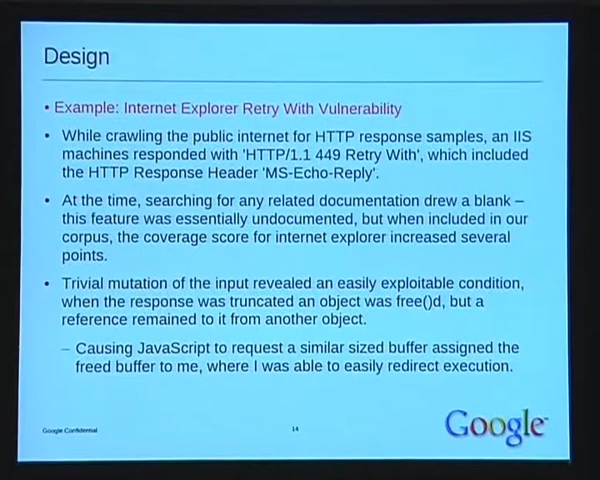 Design
• Example: Internet Explorer Retry With Vulnerability
• While crawling the public internet for HTTP response samples, an IIS
machines responded with 'HTTP/1.1 449 Retry With', which included
the HTTP Response Header 'MS-Echo-Reply'.
• At the time, searching for any related documentation drew a blank –
this feature was essentially undocumented, but when included in our
corpus, the coverage score for internet explorer increased several
points.
• Trivial mutation of the input revealed an easily exploitable condition,
when the response was truncated an object was free()d, but a
reference remained to it from another object.
– Causing JavaScript to request a similar sized buffer assigned the
freed buffer to me, where I was able to easily redirect execution.
Google Confidential
14
Google